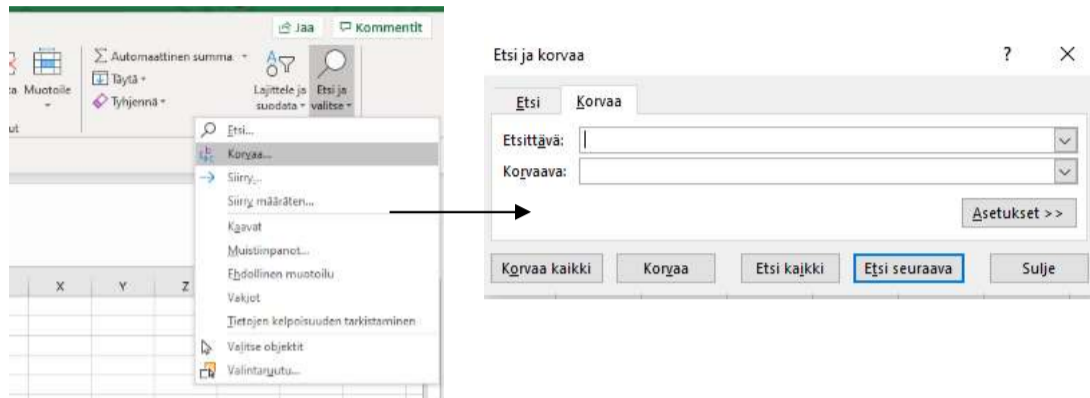 Jaa Kommentit
Automaattinen summa
Täytä
Tyhjennä
Muotoile
Lajittele ja suodata
Etsi ja valitse
Etsi...
Korvaa...
Siirry...
Siirry määräten...
Kaavat
Muistiinpanot...
Ehdollinen muotoilu
Vakiot
Tietojen kelpoisuuden tarkistaminen
Valitse objektit
Valintaruutu...
X Y Z
Etsi ja korvaa ?
Etsi Korvaa
Etsittävä:
Korvaava:
Asetukset >>
Korvaa kaikki Korvaa Etsi kaikki Etsi seuraava Sulje